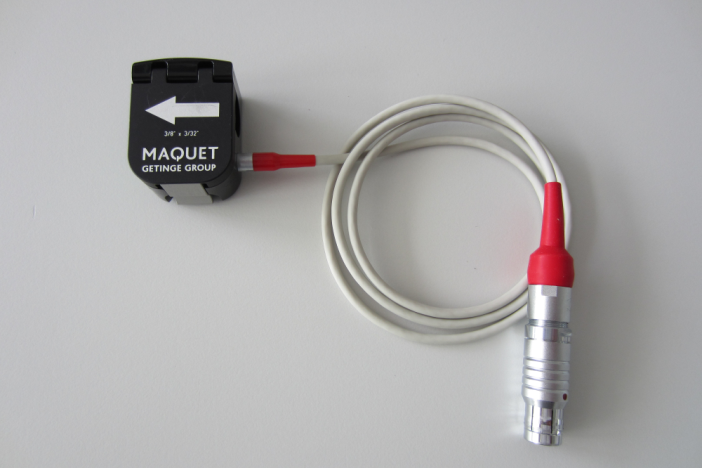 3/8" x 3/32"
MAQUET
GETINGE GROUP